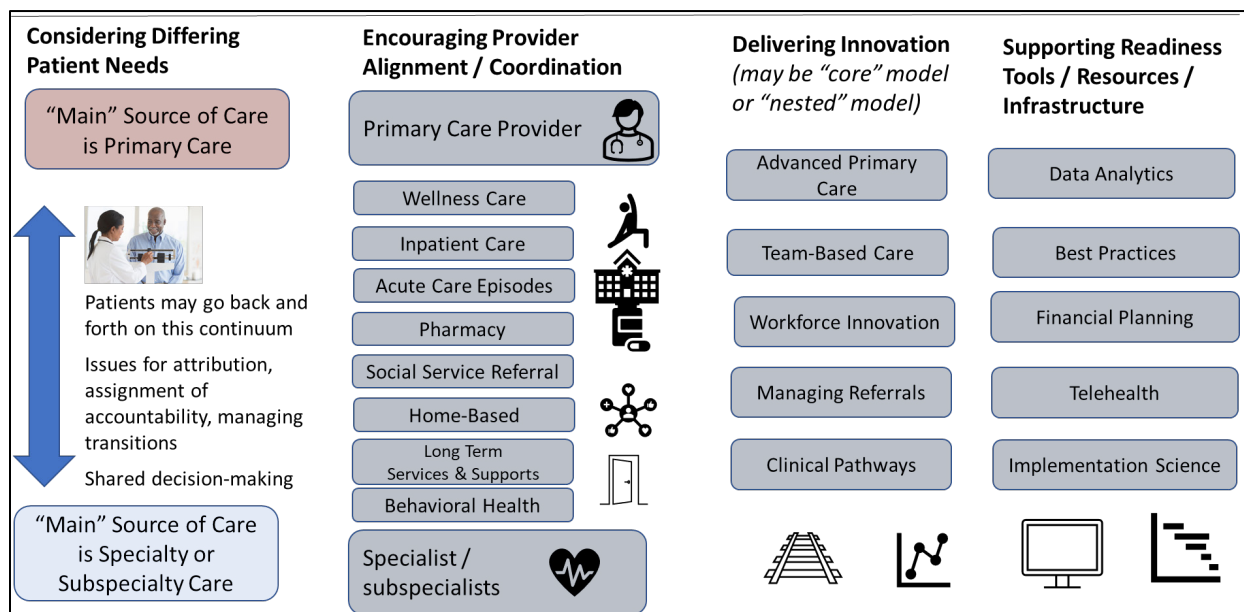 Considering Differing
Patient Needs
“Main” Source of Care
is Primary Care
Patients may go back and
forth on this continuum
Issues for attribution,
assignment of
accountability, managing
transitions
Shared decision-making
“Main” Source of Care
is Specialty or
Subspecialty Care
Encouraging Provider
Alignment / Coordination
Primary Care Provider
Wellness Care
Inpatient Care
Acute Care Episodes
Pharmacy
Social Service Referral
Home-Based
Long Term
Services & Supports
Behavioral Health
Specialist /
subspecialists
Delivering Innovation
(may be “core” model
or “nested” model)
Advanced Primary
Care
Team-Based Care
Workforce Innovation
Managing Referrals
Clinical Pathways
Supporting Readiness
Tools / Resources /
Infrastructure
Data Analytics
Best Practices
Financial Planning
Telehealth
Implementation Science